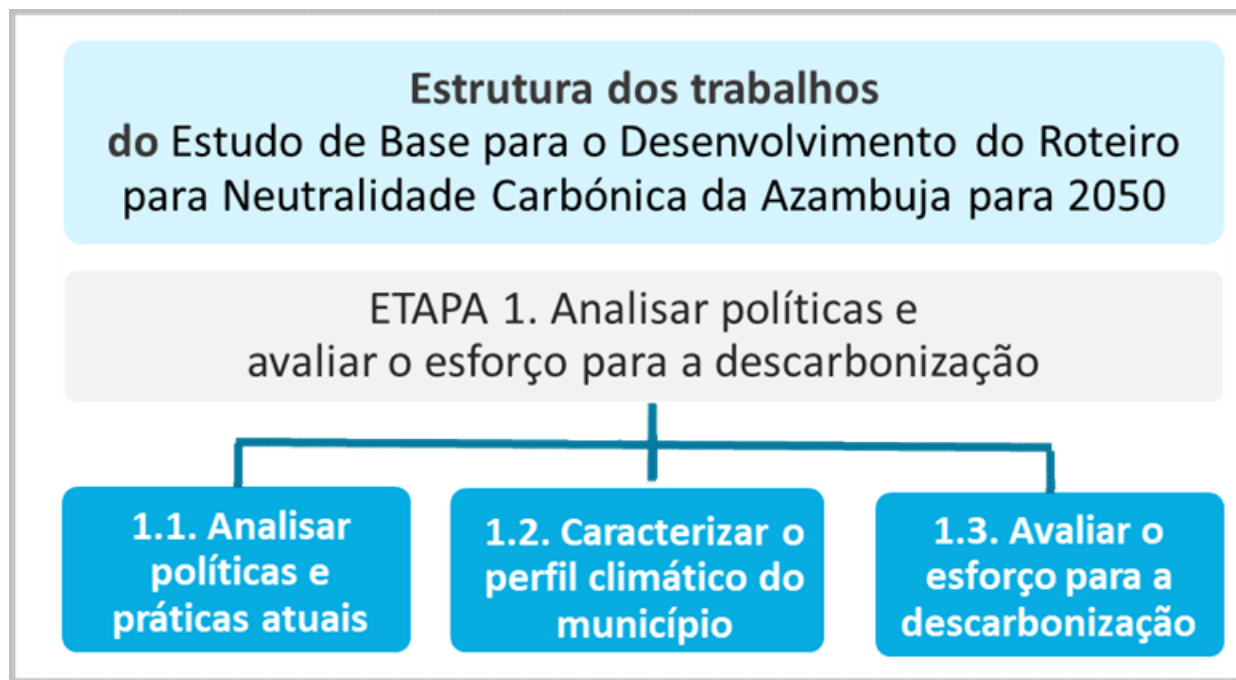 Estrutura dos trabalhos
do Estudo de Base para o Desenvolvimento do Roteiro
para Neutralidade Carbónica da Azambuja para 2050
ETAPA 1. Analisar políticas e
avaliar o esforço para a descarbonização
1.1. Analisar
políticas e
práticas atuais
1.2. Caracterizar o
perfil climático do
município
1.3. Avaliar o
esforço para a
descarbonização